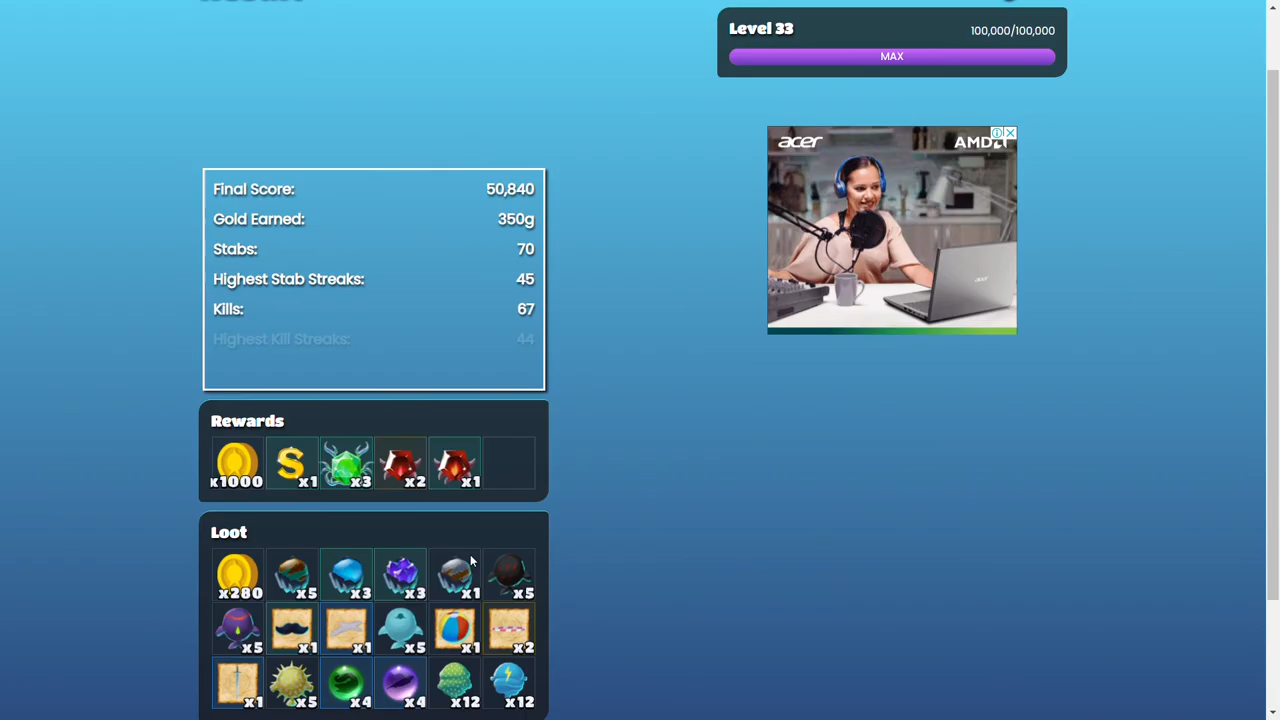 Level 33
100,000/100,000
MAX
acer
AMD
acer
Final Score:
50,840
Gold Earned:
350g
Stabs:
70
Highest Stab Streaks:
45
Kills:
67
Highest Kill Streaks:
44
Rewards
x1000
S
x1
x3
x2
x1
Loot
x280
x5
x3
x3
x1
x5
x5
x1
x1
x5
x1
x2
x1
x5
x4
x4
x12
x12